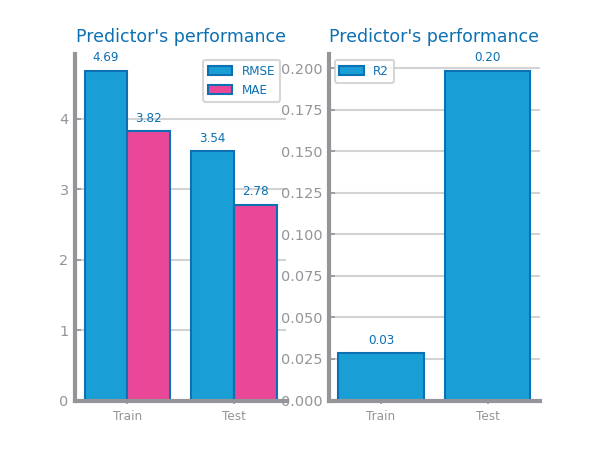 Predictor's performance
4.69
3.82
3.54
2.78
RMSE
MAE
4
3
2
1
0
Train
Test
Predictor's performance
0.20
0.03
R2
0.200
0.175
0.150
0.125
0.100
0.075
0.050
0.025
0.000
Train
Test